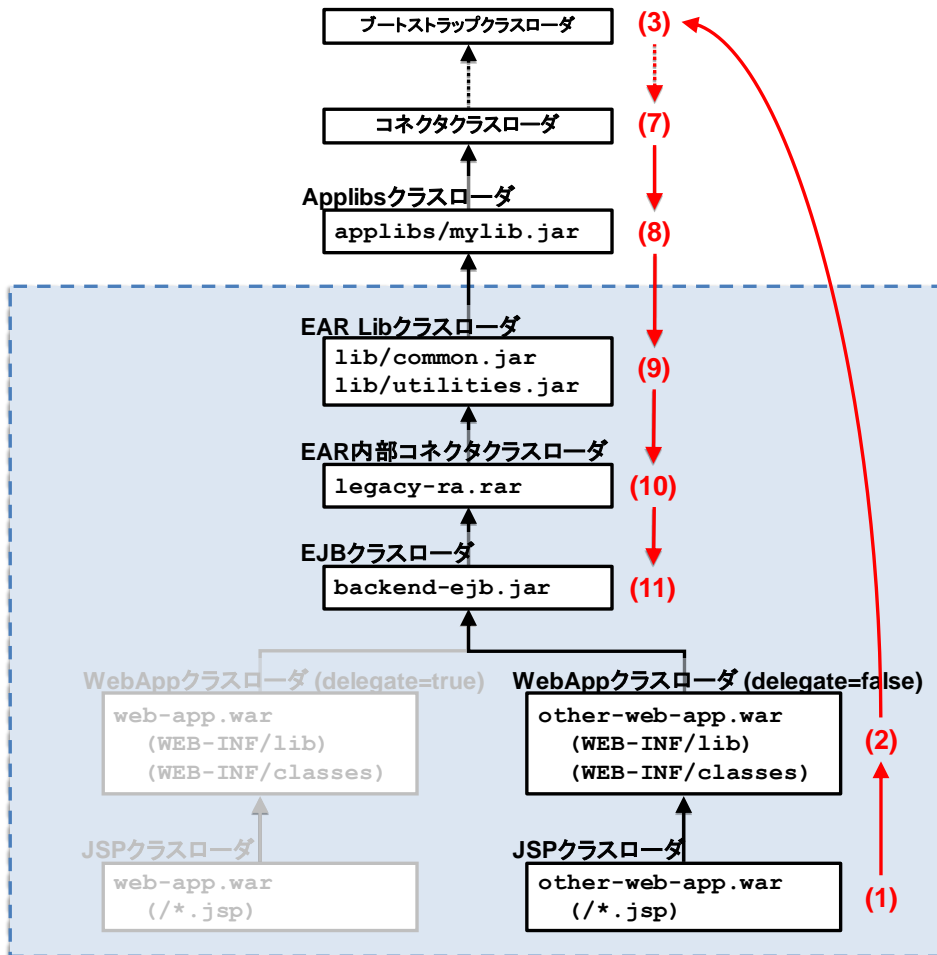 ブートストラップクラスローダ
(3)
コネクタクラスローダ
(7)
Applibsクラスローダ
applibs/mylib.jar
(8)
EAR Libクラスローダ
lib/common.jar
lib/utilities.jar
(9)
EAR内部コネクタクラスローダ
legacy-ra.rar
(10)
EJBクラスローダ
backend-ejb.jar
(11)
WebAppクラスローダ (delegate=true)
web-app.war
(WEB-INF/lib)
(WEB-INF/classes)
WebAppクラスローダ (delegate=false)
other-web-app.war
(WEB-INF/lib)
(WEB-INF/classes)
(2)
JSPクラスローダ
web-app.war
(/*.jsp)
JSPクラスローダ
other-web-app.war
(/*.jsp)
(1)